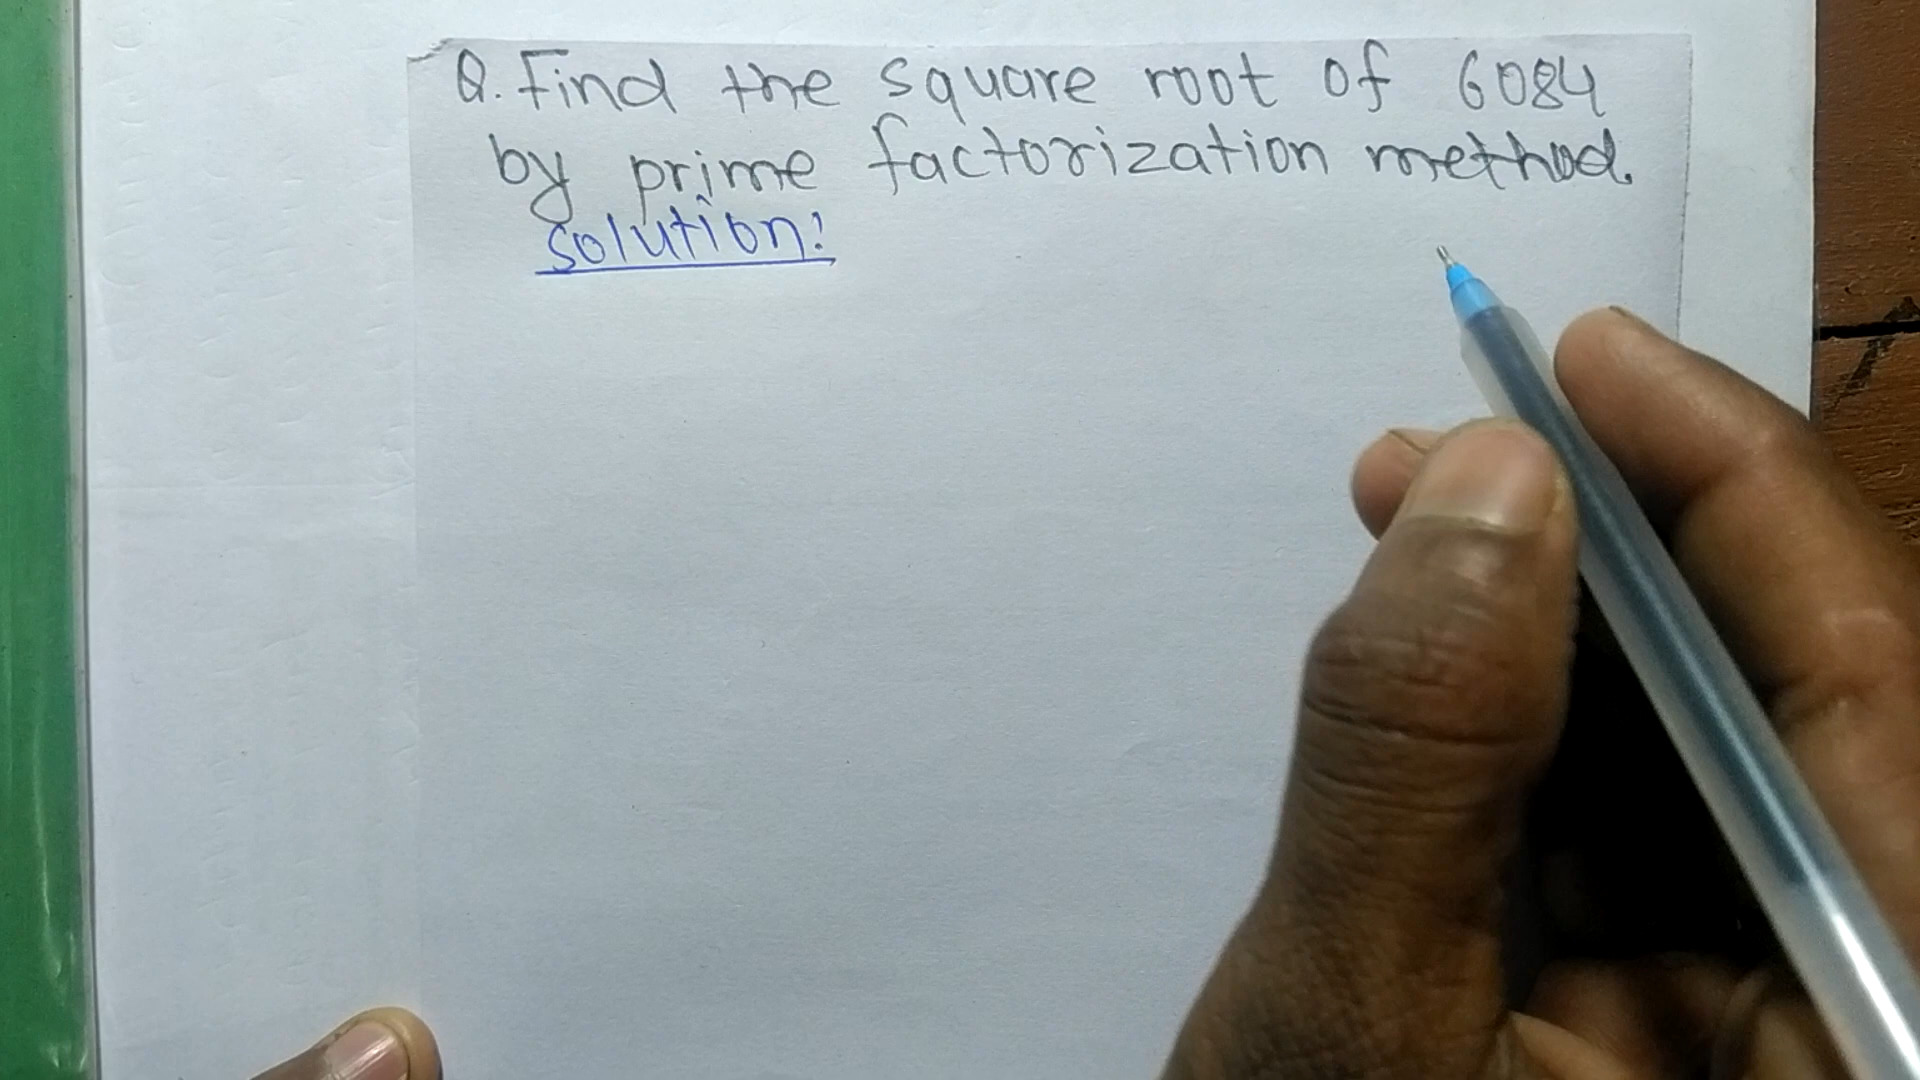 Q. Find the square root of 6084
by prime factorization method.
solution: